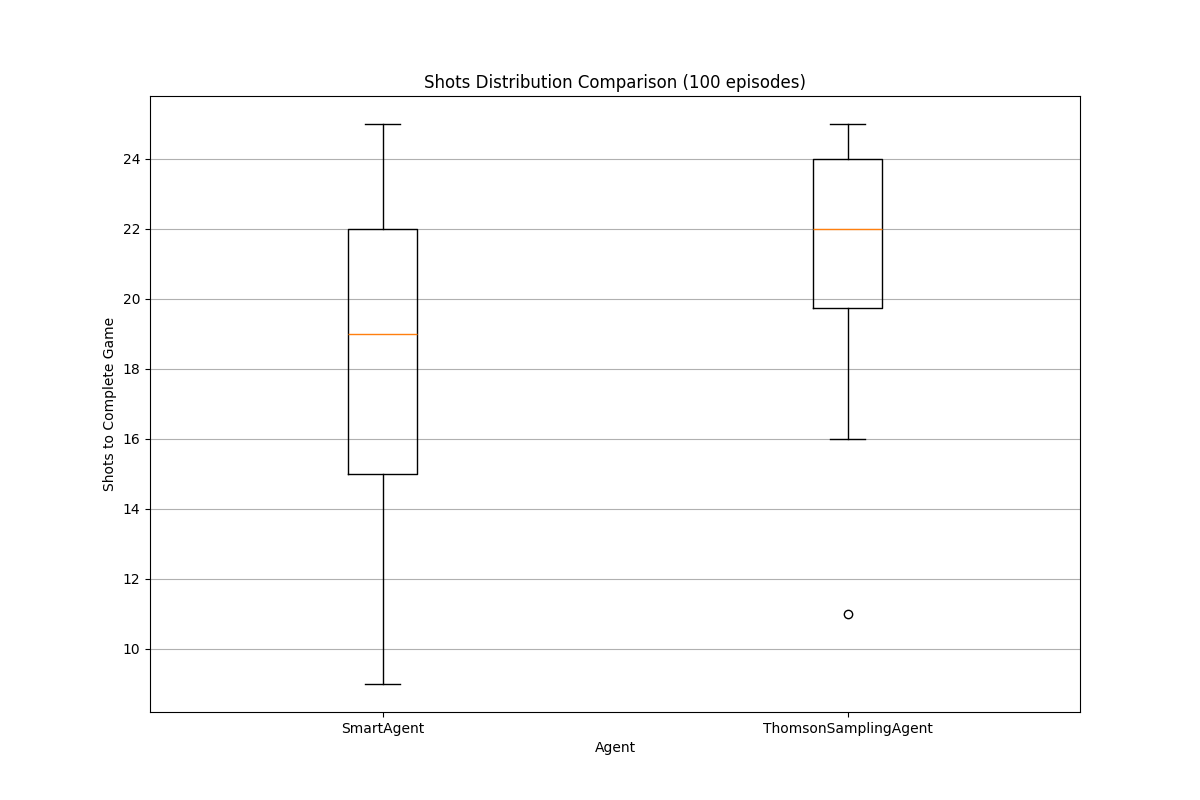 Shots Distribution Comparison (100 episodes)
Shots to Complete Game
24
22
20
18
16
14
12
10
SmartAgent
ThomsonSamplingAgent
Agent